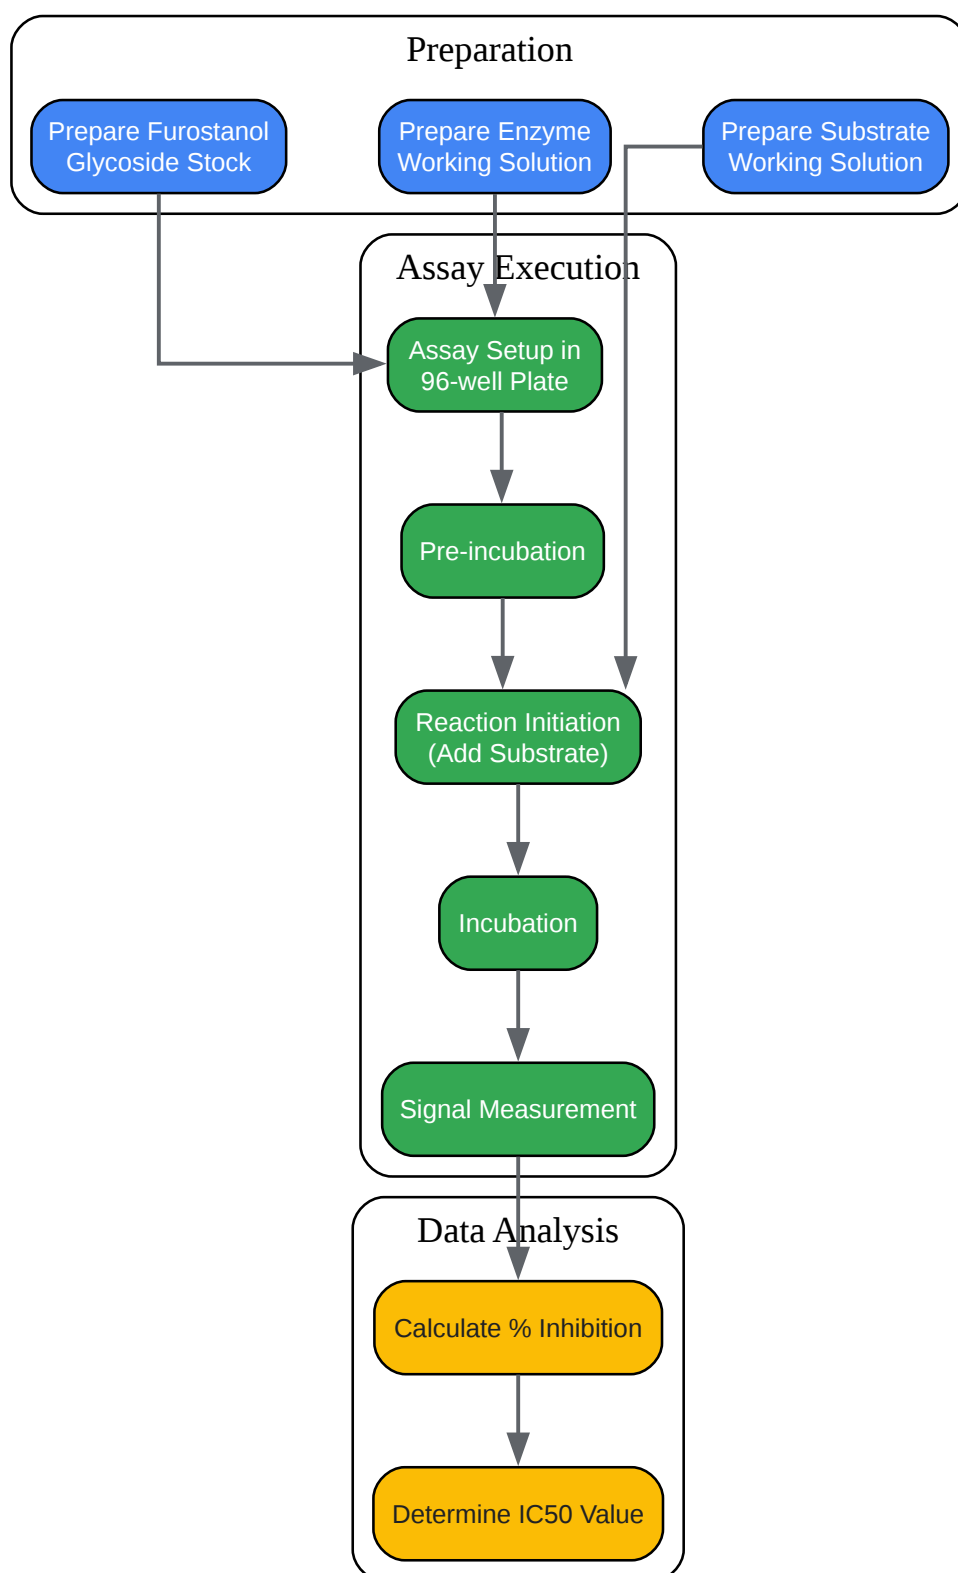 Preparation
Prepare Furostanol
Glycoside Stock
Prepare Enzyme
Working Solution
Prepare Substrate
Working Solution
Assay Execution
Assay Setup in
96-well Plate
Pre-incubation
Reaction Initiation
(Add Substrate)
Incubation
Signal Measurement
Data Analysis
Calculate % Inhibition
Determine IC50 Value